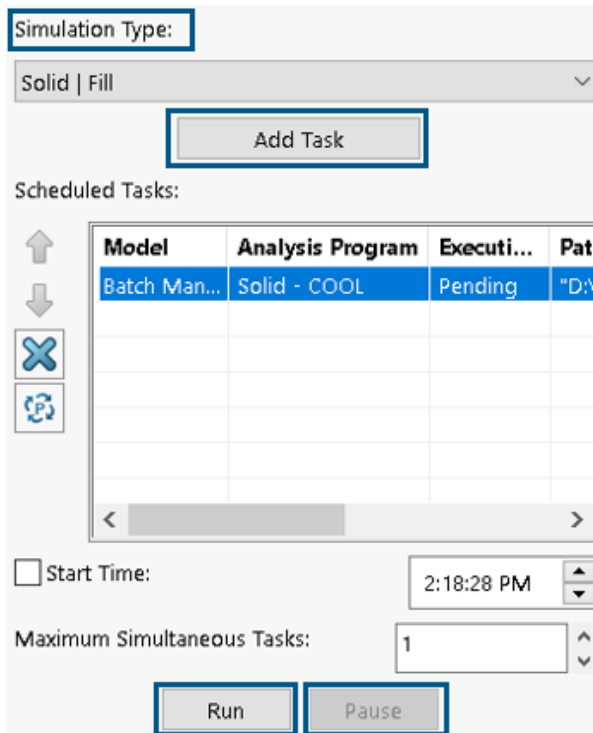 Simulation Type:
Solid | Fill
Add Task
Scheduled Tasks:
Model Analysis Program Executi... Pat
Batch Man... Solid - COOL Pending "D:\
Start Time: 2:18:28 PM
Maximum Simultaneous Tasks: 1
Run Pause